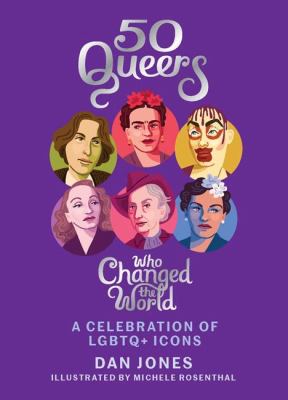 50
Queers
Who
Changed
the
World
A CELEBRATION OF
LGBTQ+ ICONS
DAN JONES
ILLUSTRATED BY MICHELE ROSENTHAL